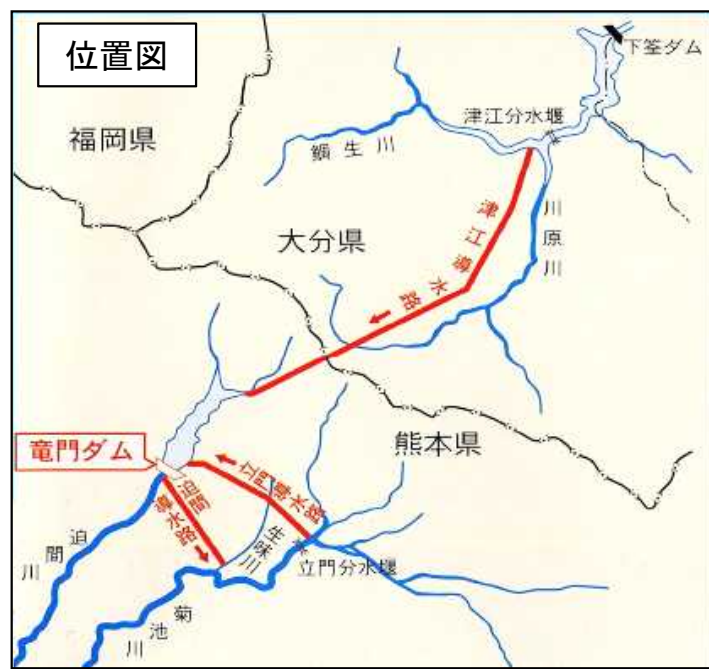 位置図
下筌ダム
津江分水堰
福岡県
鯛生川
川原川
大分県
津江導水路
熊本県
竜門ダム
立門導水路
迫間導水路
生味川
立門分水堰
迫間川
菊池川